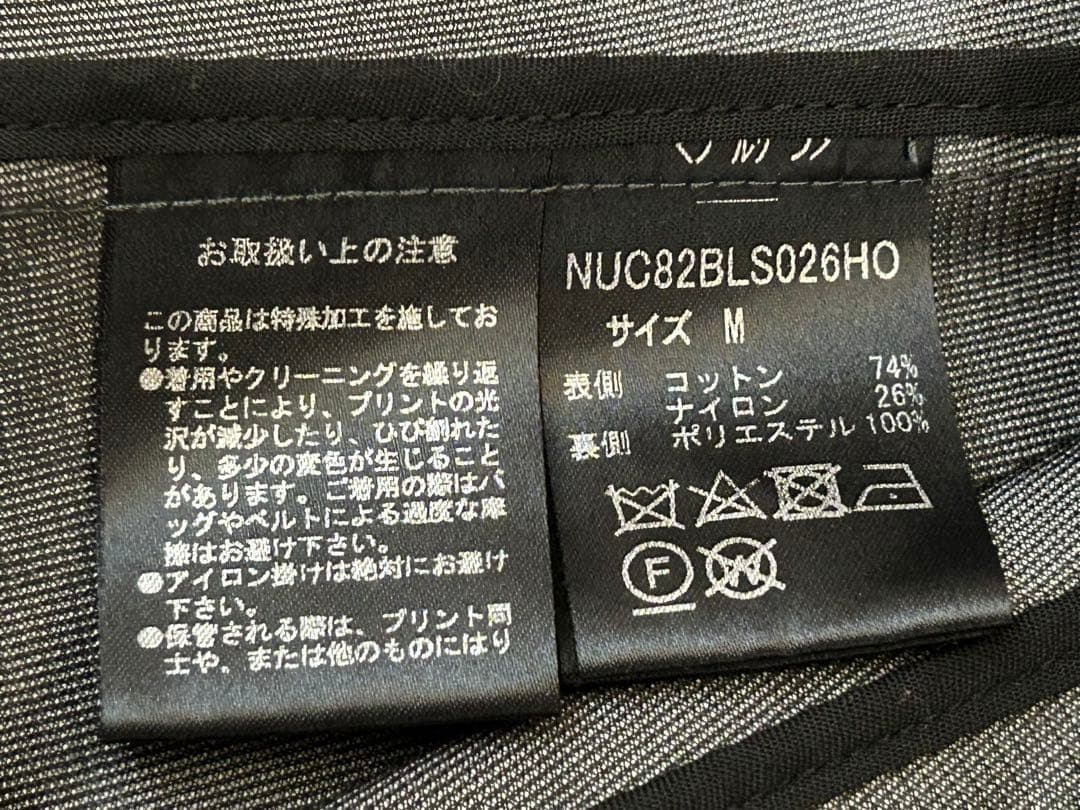 お取扱い上の注意
この商品は特殊加工を施してお
ります。
●着用やクリーニングを繰り返
すことにより、プリントの光
沢が減少したり、ひび割れた
り、多少の変色が生じること
があります。ご着用の際はバ
ッグやベルトによる過度な摩
擦はお避け下さい。
●アイロン掛けは絶対にお避け
下さい。
●保管される際は、プリント同
士や、または他のものにはり
NUC82BLS026HO
サイズ M
表側 コットン 74%
ナイロン 26%
裏側 ポリエステル 100%
F
W